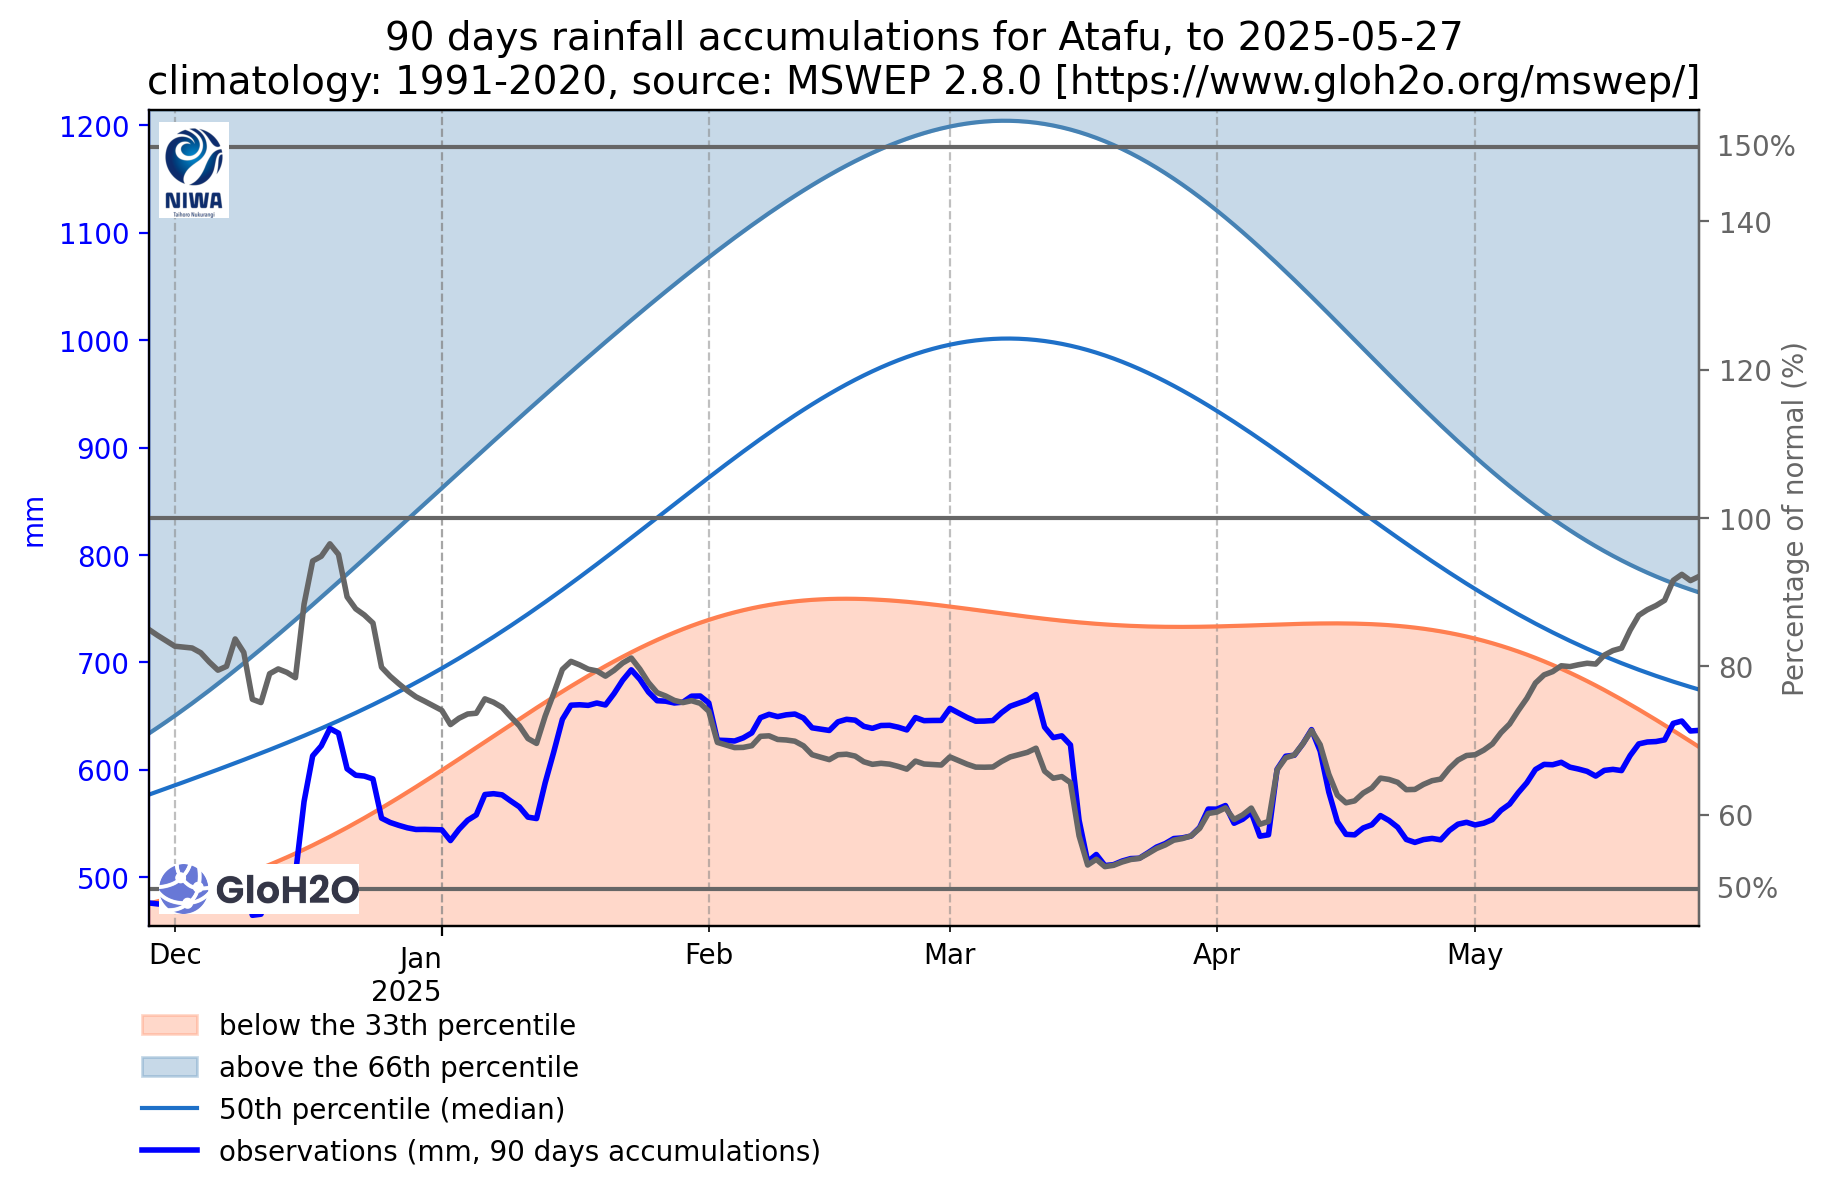 90 days rainfall accumulations for Atafu, to 2025-05-27
climatology: 1991-2020, source: MSWEP 2.8.0 [https://www.gloh2o.org/mswep/]
1200
1100
1000
900
800
700
600
500
mm
150%
140
120
100
80
60
50%
Percentage of normal (%)
NIWA
Taihoro Nukurangi
GloH2O
Dec
Jan
2025
Feb
Mar
Apr
May
below the 33th percentile
above the 66th percentile
50th percentile (median)
observations (mm, 90 days accumulations)